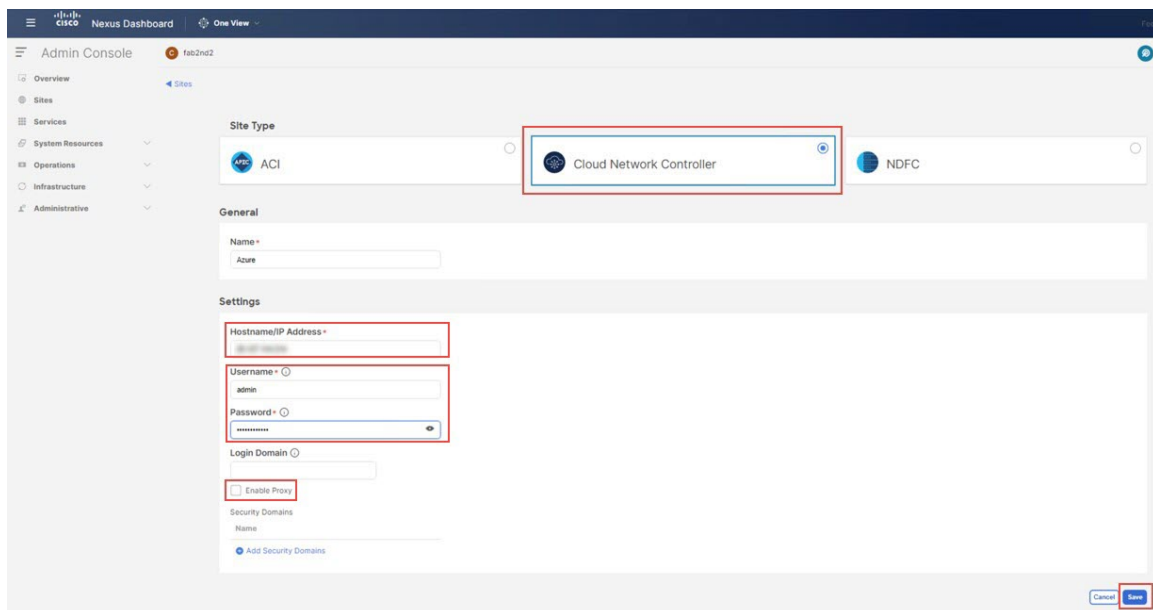 cisco Nexus Dashboard One View
Admin Console
fab2nd2
Overview
Sites
Services
System Resources
Operations
Infrastructure
Administrative
Sites
Site Type
APIC ACI
Cloud Network Controller
NDFC
General
Name *
Azure
Settings
Hostname/IP Address *
Username *
admin
Password *
Login Domain
Enable Proxy
Security Domains
Name
Add Security Domains
Cancel Save